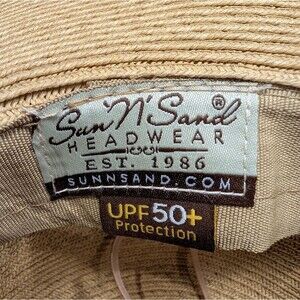 Sun 'N' Sand®
HEADWEAR
EST. 1986
SUNNSAND.COM
UPF 50+
Protection